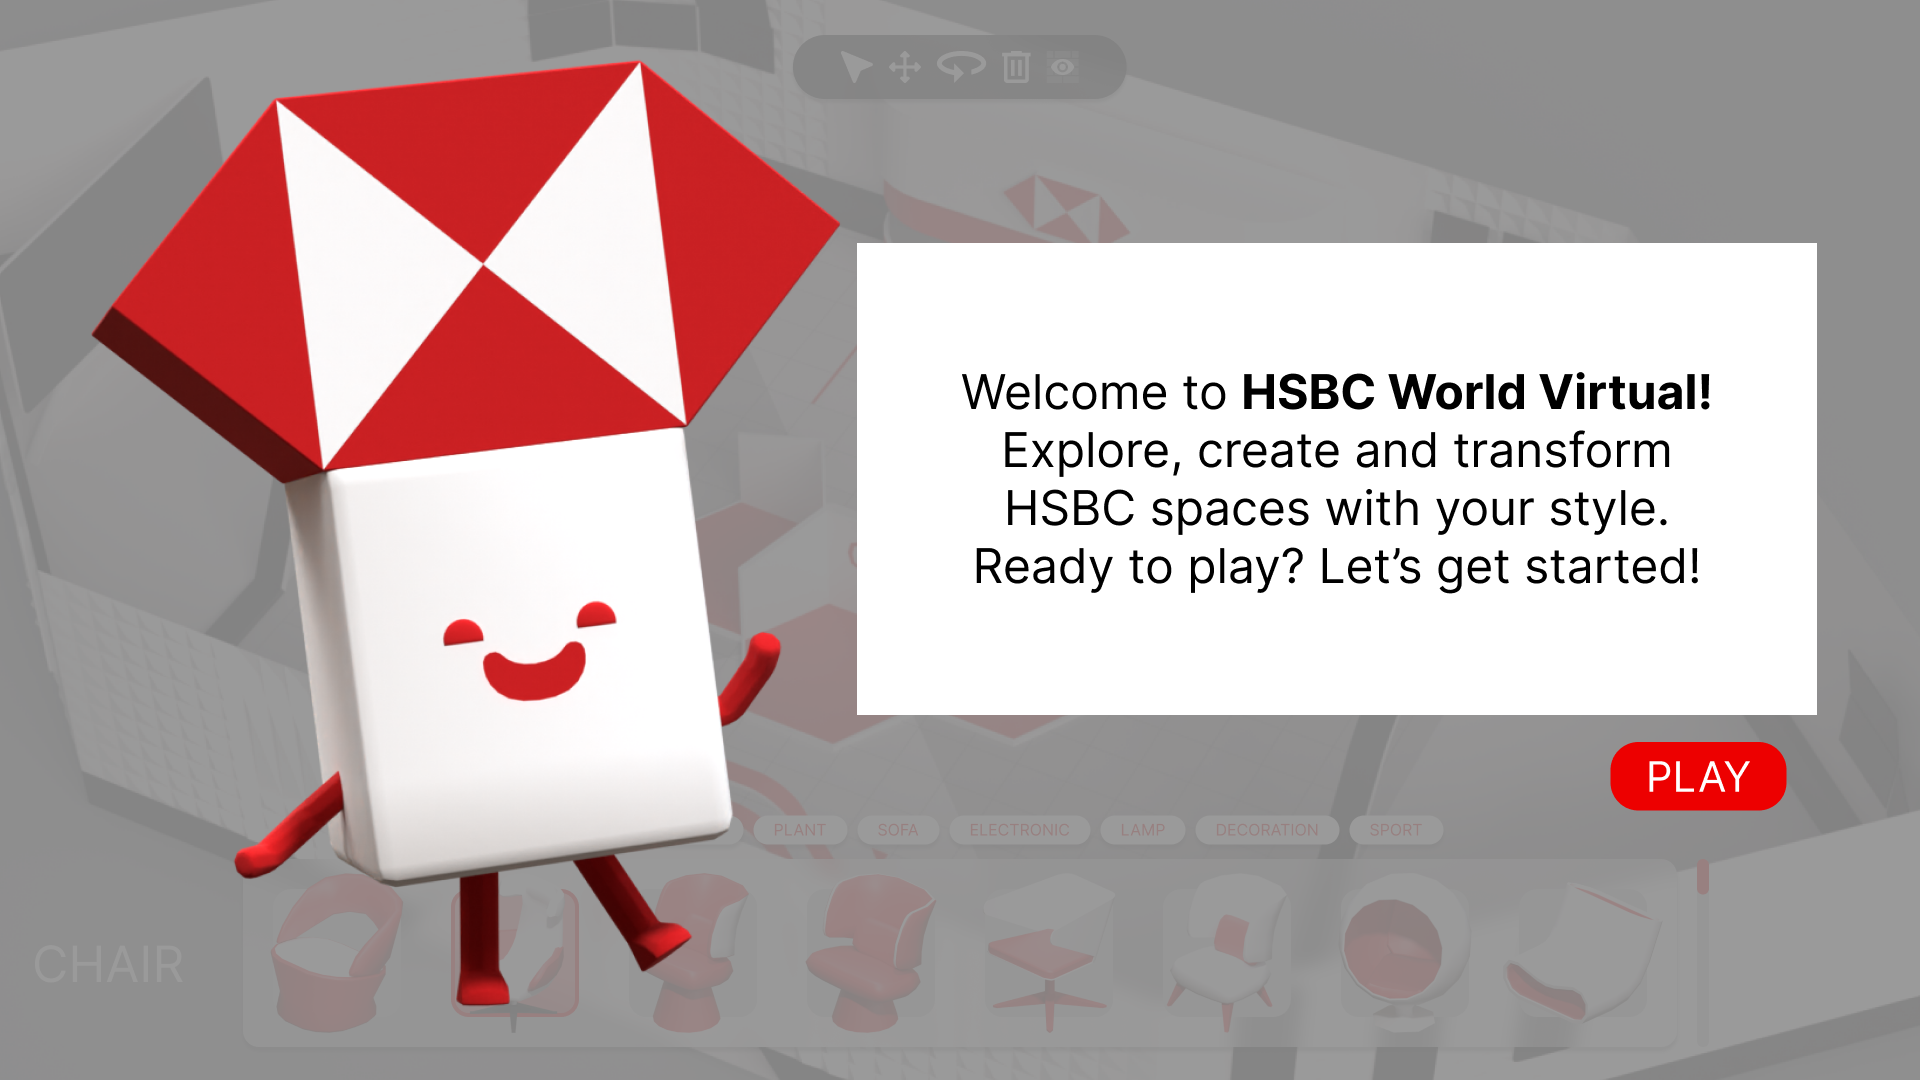 Welcome to HSBC World Virtual!
Explore, create and transform
HSBC spaces with your style.
Ready to play? Let’s get started!
PLAY
PLANT
SOFA
ELECTRONIC
LAMP
DECORATION
SPORT
CHAIR